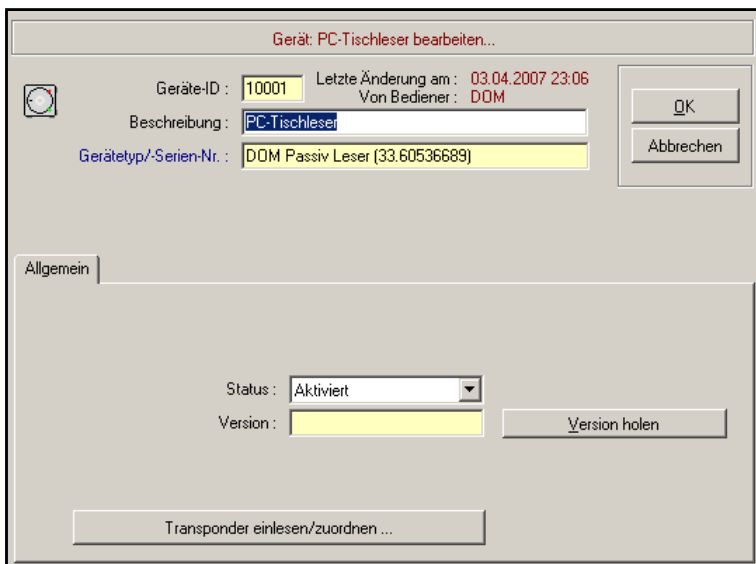 Gerät: PC-Tischleser bearbeiten...
Geräte-ID : 10001 Letzte Änderung am : 03.04.2007 23:06
Von Bediener : DOM
Beschreibung : PC-Tischleser
Gerätetyp/-Serien-Nr. : DOM Passiv Leser (33.60536689)
OK
Abbrechen
Allgemein
Status : Aktiviert
Version :
Version holen
Transponder einlesen/zuordnen ...